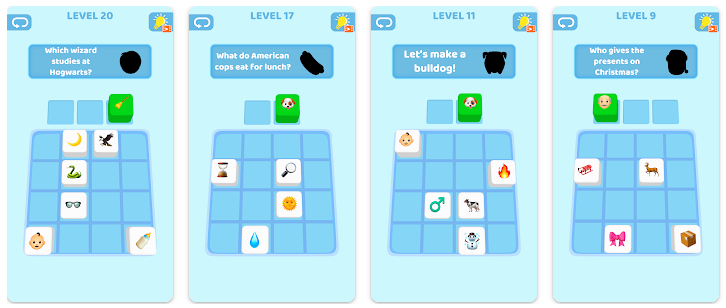 LEVEL 20
Which wizard
studies at
Hogwarts?
LEVEL 17
What do American
cops eat for lunch?
LEVEL 11
Let's make a
bulldog!
LEVEL 9
Who gives the
presents on
Christmas?